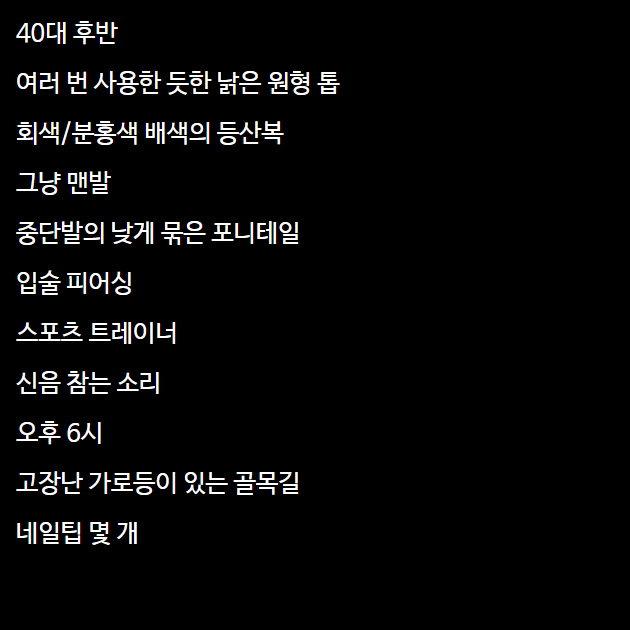 40대 후반
여러 번 사용한 듯한 낡은 원형 톱
회색/분홍색 배색의 등산복
그냥 맨발
중단발의 낮게 묶은 포니테일
입술 피어싱
스포츠 트레이너
신음 참는 소리
오후 6시
고장난 가로등이 있는 골목길
네일팁 몇 개